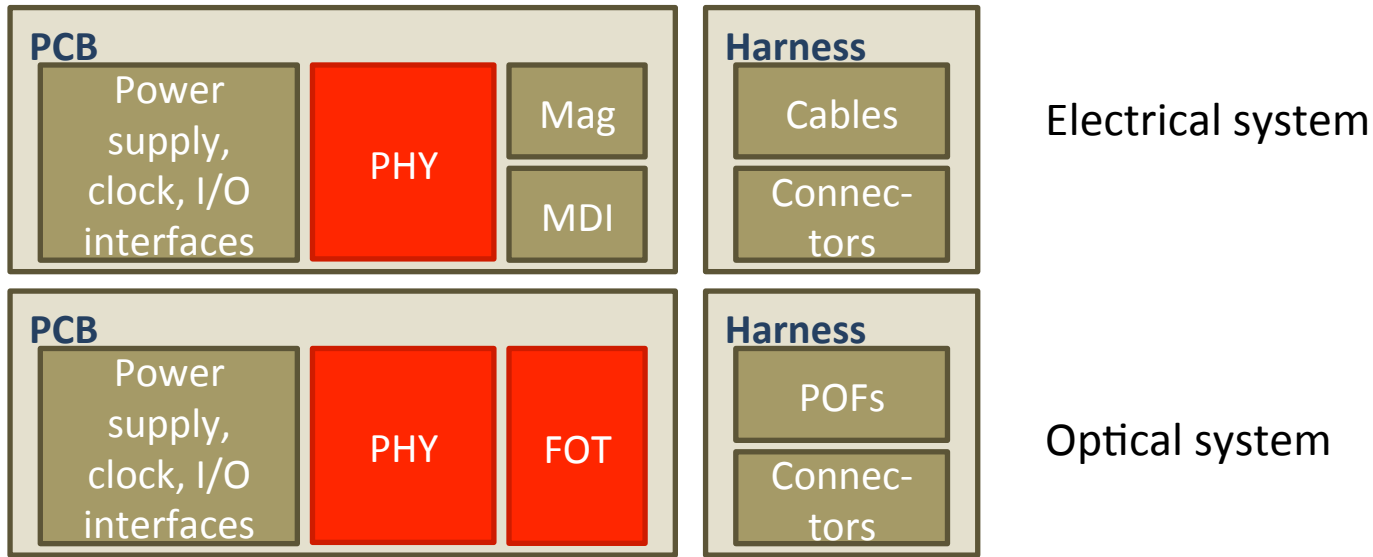 PCB
Power
supply,
clock, I/O
interfaces
PHY
Mag
MDI
Harness
Cables
Connec-
tors
Electrical system
PCB
Power
supply,
clock, I/O
interfaces
PHY
FOT
Harness
POFs
Connec-
tors
Optical system